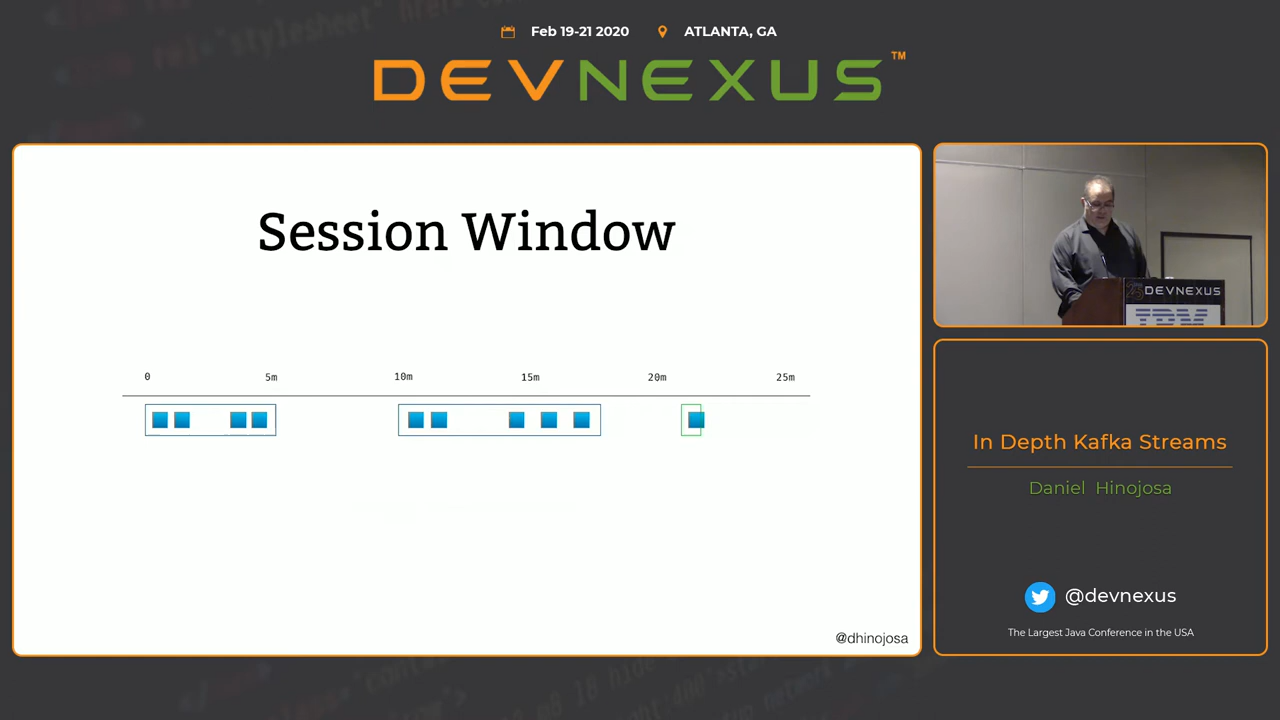 Feb 19-21 2020 ATLANTA, GA
DEVNEXUS™
Session Window
0 5m 10m 15m 20m 25m
@dhinojosa
DEVNEXUS
IBM
In Depth Kafka Streams
Daniel Hinojosa
@devnexus
The Largest Java Conference in the USA